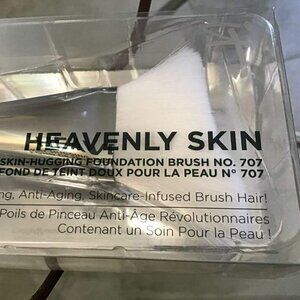 HEAVENLY SKIN
SKIN-HUGGING FOUNDATION BRUSH NO. 707
FOND DE TEINT DOUX POUR LA PEAU N° 707
Anti-Aging, Skincare-Infused Brush Hair!
Poils de Pinceau Anti-Âge Révolutionnaires
Contenant un Soin Pour la Peau !